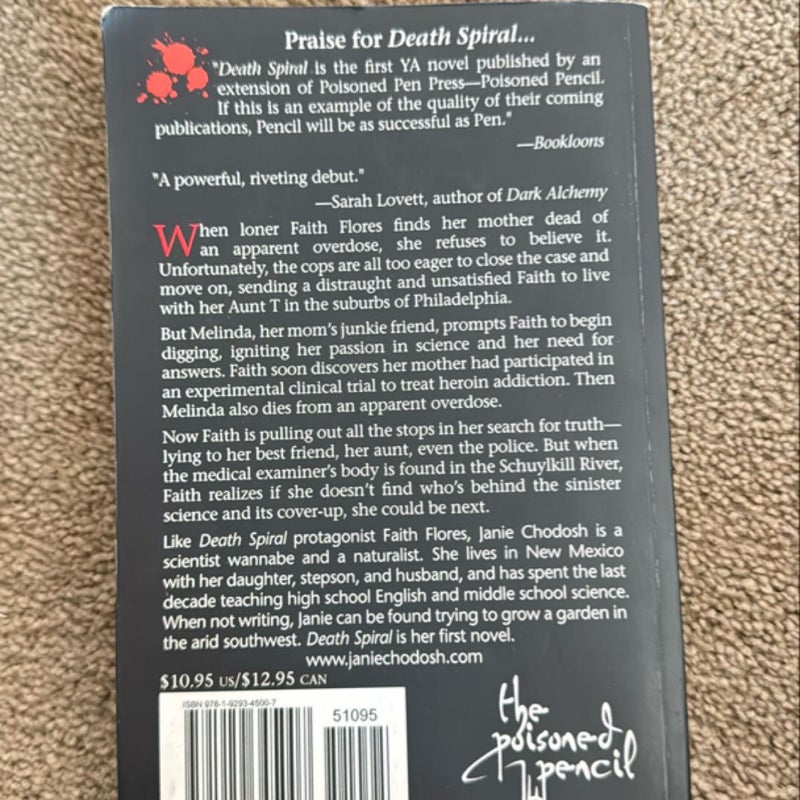 Praise for Death Spiral...
"Death Spiral is the first YA novel published by an
extension of Poisoned Pen Press—Poisoned Pencil.
If this is an example of the quality of their coming
publications, Pencil will be as successful as Pen."
—Bookloons
"A powerful, riveting debut."
—Sarah Lovett, author of Dark Alchemy
When loner Faith Flores finds her mother dead of
an apparent overdose, she refuses to believe it.
Unfortunately, the cops are all too eager to close the case and
move on, sending a distraught and unsatisfied Faith to live
with her Aunt T in the suburbs of Philadelphia.
But Melinda, her mom's junkie friend, prompts Faith to begin
digging, igniting her passion in science and her need for
answers. Faith soon discovers her mother had participated in
an experimental clinical trial to treat heroin addiction. Then
Melinda also dies from an apparent overdose.
Now Faith is pulling out all the stops in her search for truth—
lying to her best friend, her aunt, even the police. But when
the medical examiner's body is found in the Schuylkill River,
Faith realizes if she doesn't find who's behind the sinister
science and its cover-up, she could be next.
Like Death Spiral protagonist Faith Flores, Janie Chodosh is a
scientist wannabe and a naturalist. She lives in New Mexico
with her daughter, stepson, and husband, and has spent the last
decade teaching high school English and middle school science.
When not writing, Janie can be found trying to grow a garden in
the arid southwest. Death Spiral is her first novel.
www.janiechodosh.com
$10.95 US/$12.95 CAN
ISBN 978-1-9293-4500-7
51095
the
poisoned
pencil